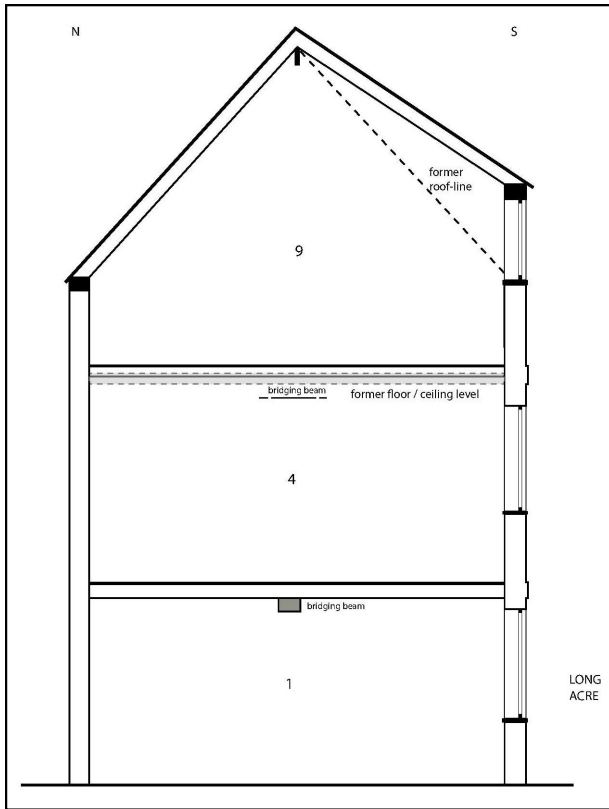 N
S
former
roof-line
9
bridging beam
former floor / ceiling level
4
bridging beam
1
LONG
ACRE